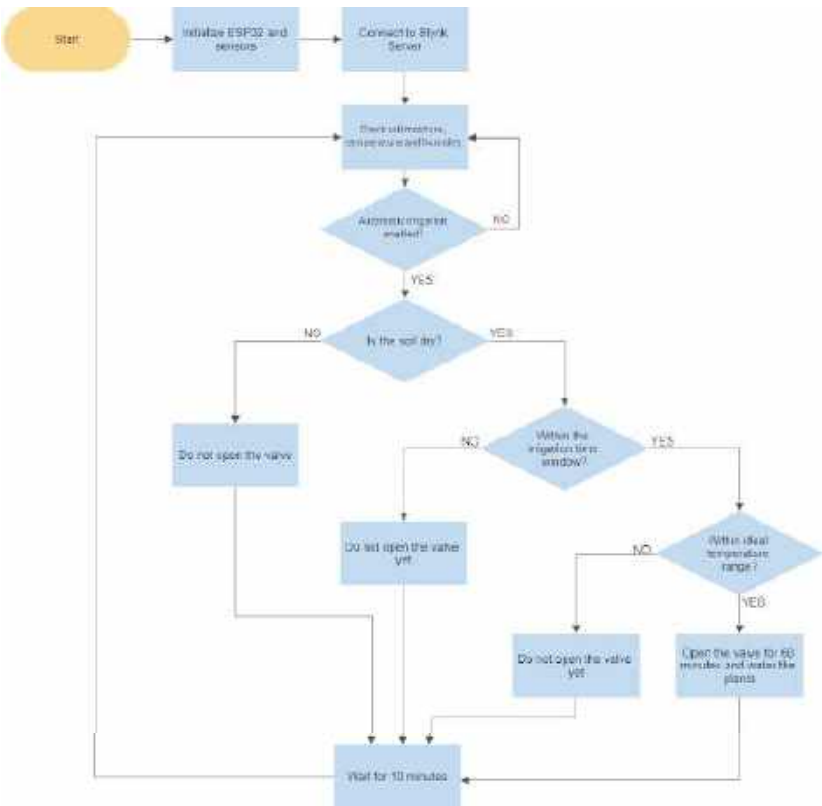 Start
Initialize ESP32 and
sensors
Connect to Blynk
Server
Check soil moisture,
temperature and humidity
Automatic irrigation
enabled?
NO
YES
Is the soil dry?
NO
YES
Do not open the valve
Within the
irrigation time
window?
NO
YES
Do not open the valve
yet
Within ideal
temperature
range?
NO
YES
Do not open the valve
yet
Open the valve for
minutes and water the
plants
Wait for 10 minutes